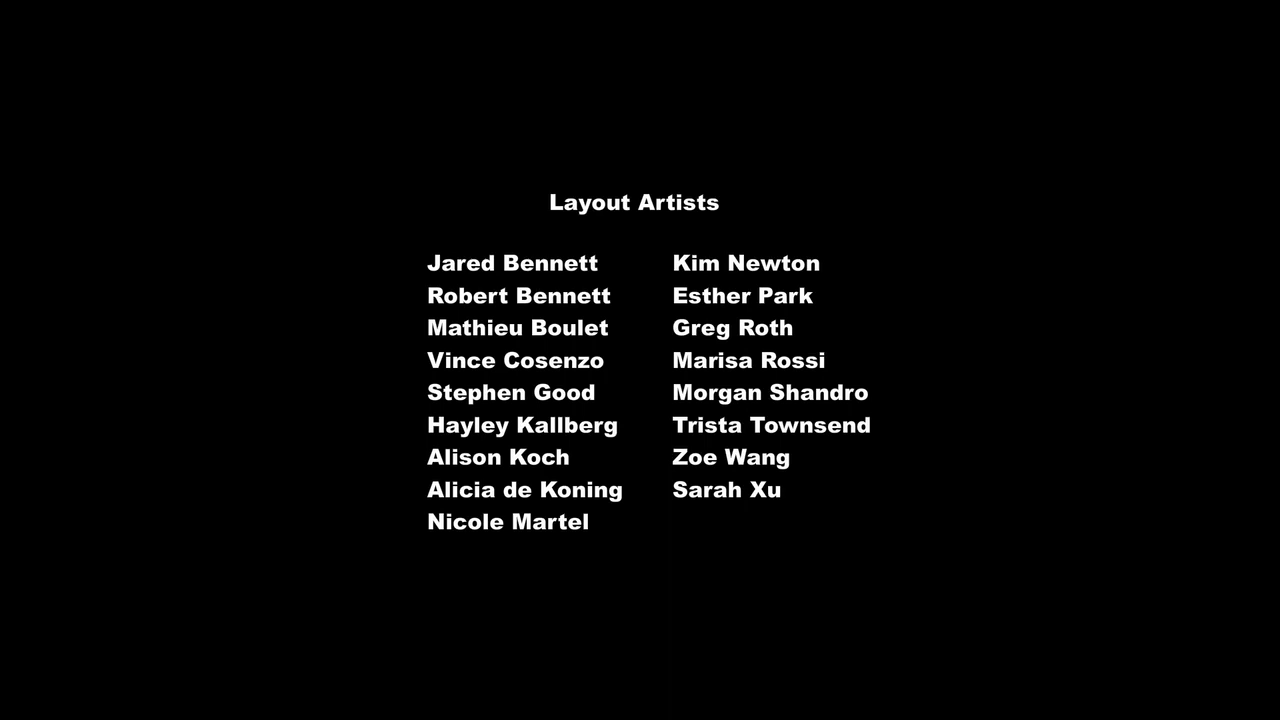 Layout Artists
Jared Bennett
Robert Bennett
Mathieu Boulet
Vince Cosenzo
Stephen Good
Hayley Kallberg
Alison Koch
Alicia de Koning
Nicole Martel
Kim Newton
Esther Park
Greg Roth
Marisa Rossi
Morgan Shandro
Trista Townsend
Zoe Wang
Sarah Xu